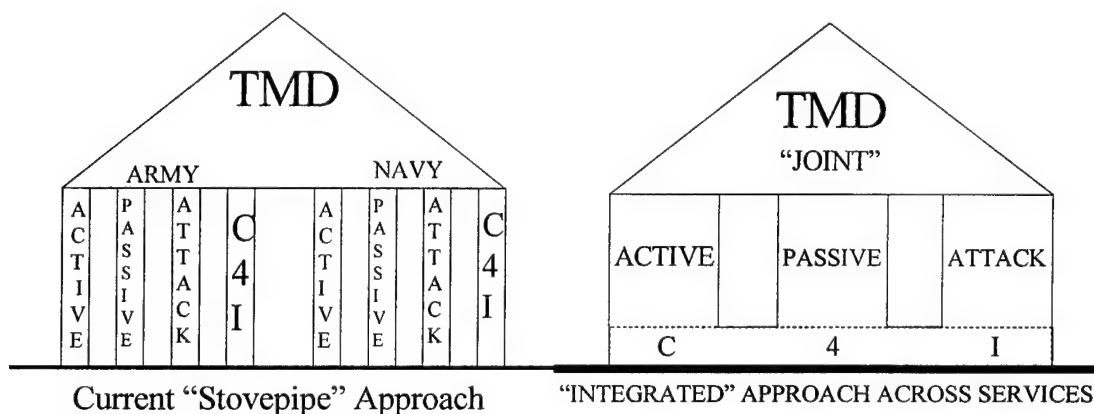 TMD
ARMY NAVY
ACTIVE
PASSIVE
ATTACK
C4I
ACTIVE
PASSIVE
ATTACK
C4I
Current “Stovepipe” Approach
TMD
“JOINT”
ACTIVE PASSIVE ATTACK
C 4 I
“INTEGRATED” APPROACH ACROSS SERVICES